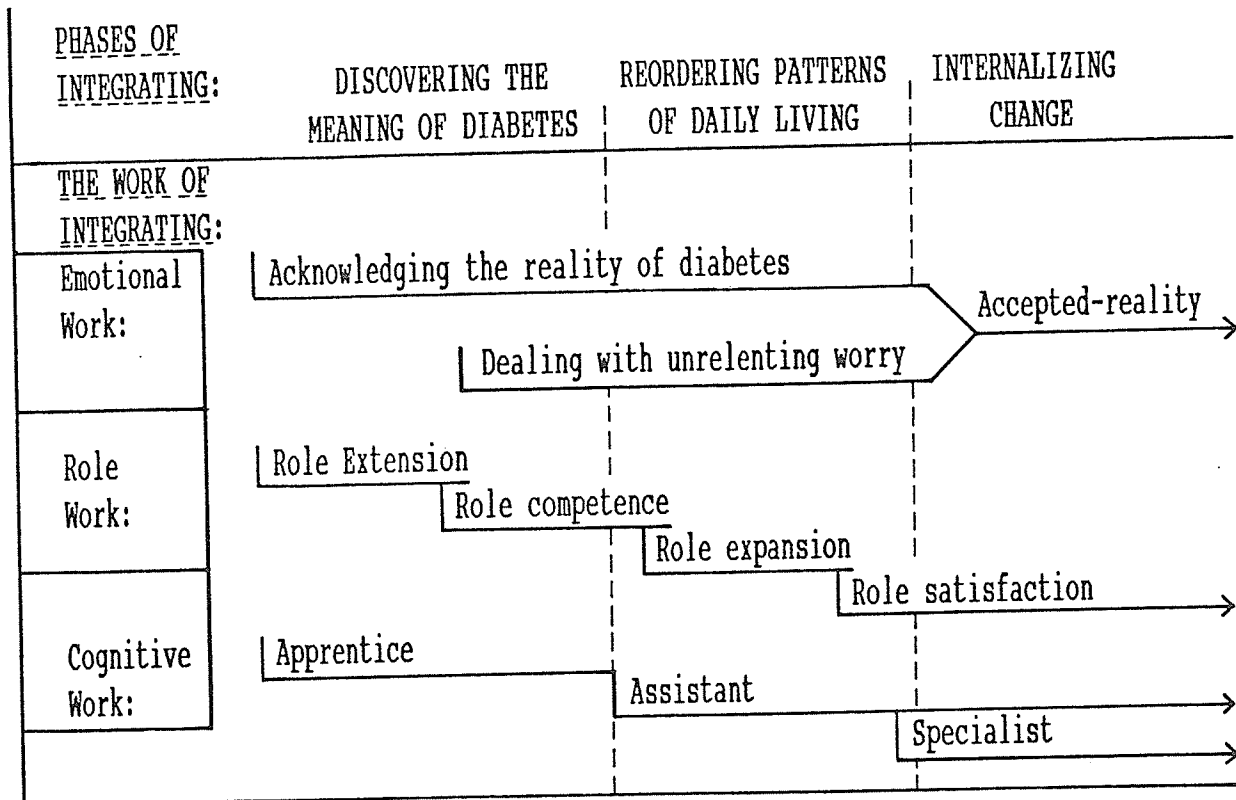 PHASES OF
INTEGRATING:
DISCOVERING THE
MEANING OF DIABETES
REORDERING PATTERNS
OF DAILY LIVING
INTERNALIZING
CHANGE
THE WORK OF
INTEGRATING:
Emotional
Work:
Acknowledging the reality of diabetes
Accepted-reality
Dealing with unrelenting worry
Role
Work:
Role Extension
Role competence
Role expansion
Role satisfaction
Cognitive
Work:
Apprentice
Assistant
Specialist